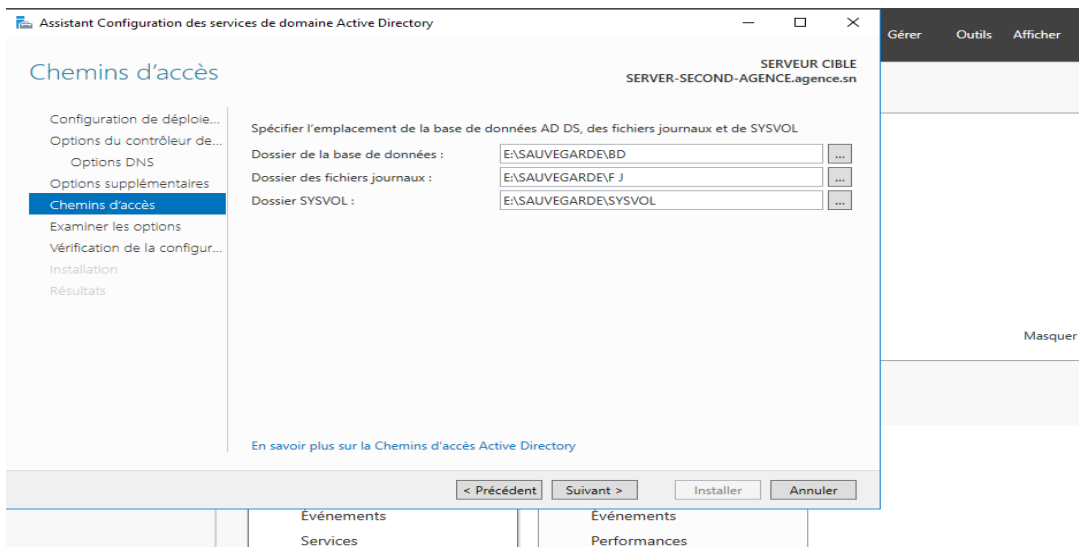 Assistant Configuration des services de domaine Active Directory
Gérer Outils Afficher
Chemins d'accès
SERVEUR CIBLE
SERVER-SECOND-AGENCE.agence.sn
Configuration de déploie...
Options du contrôleur de...
Options DNS
Options supplémentaires
Chemins d'accès
Examiner les options
Vérification de la configur...
Installation
Résultats
Spécifier l'emplacement de la base de données AD DS, des fichiers journaux et de SYSVOL
Dossier de la base de données : E:\SAUVEGARDE\BD ...
Dossier des fichiers journaux : E:\SAUVEGARDE\F J ...
Dossier SYSVOL : E:\SAUVEGARDE\SYSVOL ...
Masquer
En savoir plus sur la Chemins d'accès Active Directory
< Précédent Suivant > Installer Annuler
Événements Événements
Services Performances